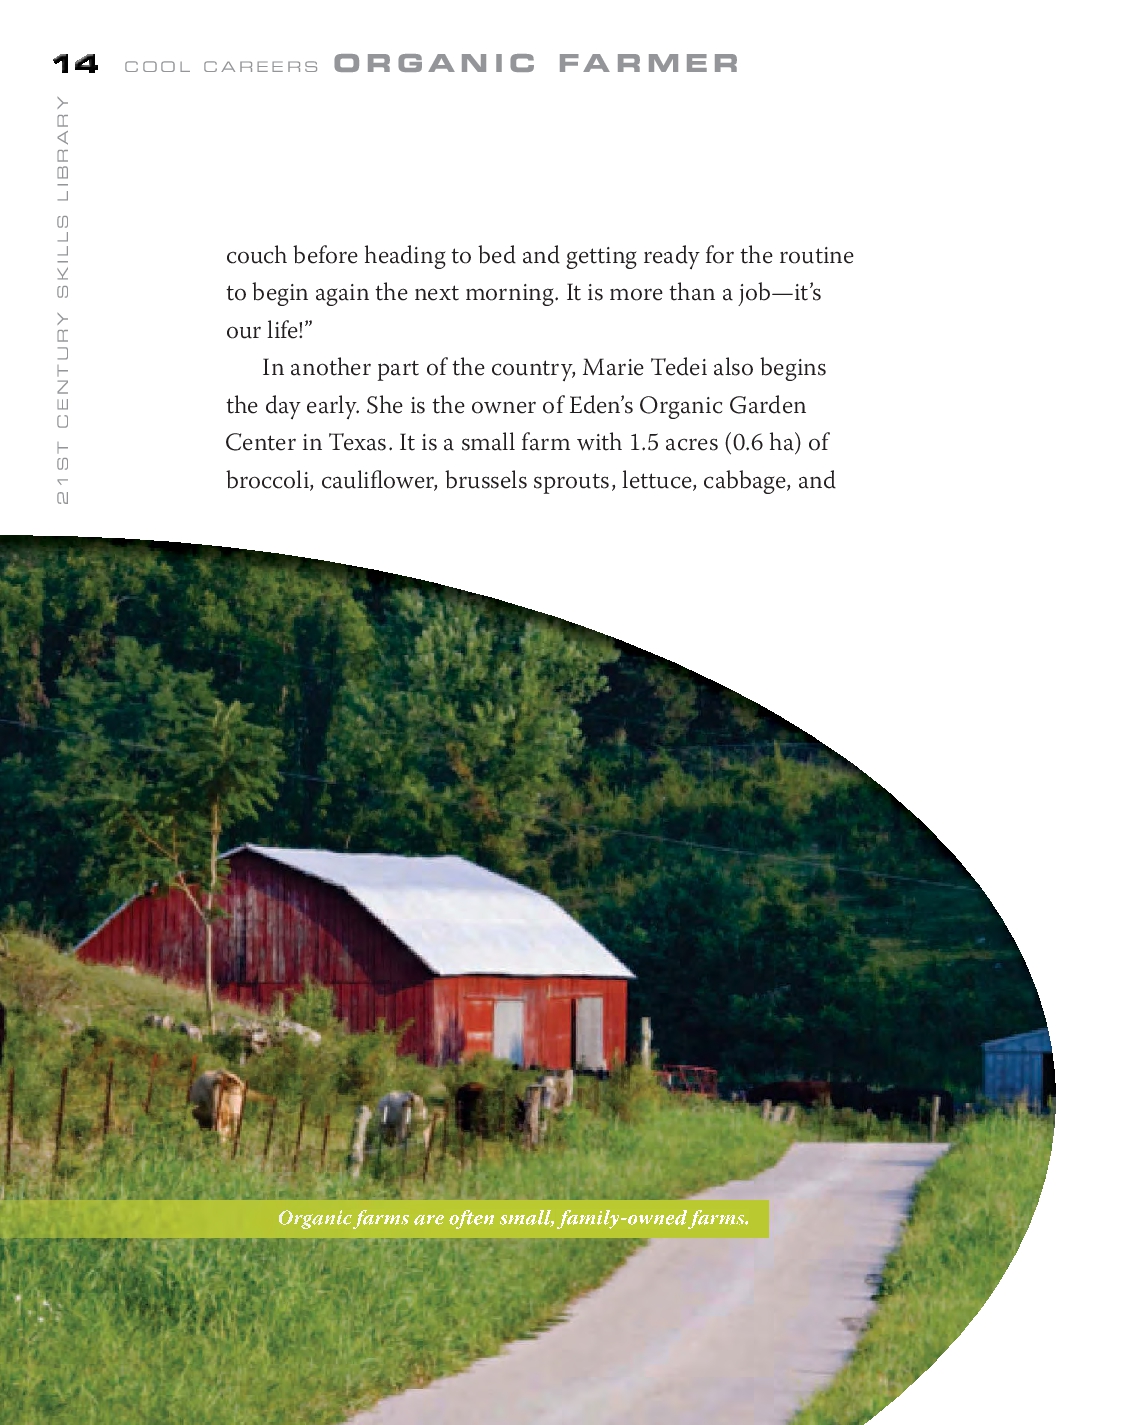 14 COOL CAREERS ORGANIC FARMER
21ST CENTURY SKILLS LIBRARY
couch before heading to bed and getting ready for the routine
to begin again the next morning. It is more than a job—it’s
our life!”
In another part of the country, Marie Tedei also begins
the day early. She is the owner of Eden’s Organic Garden
Center in Texas. It is a small farm with 1.5 acres (0.6 ha) of
broccoli, cauliflower, brussels sprouts, lettuce, cabbage, and
Organic farms are often small, family-owned farms.